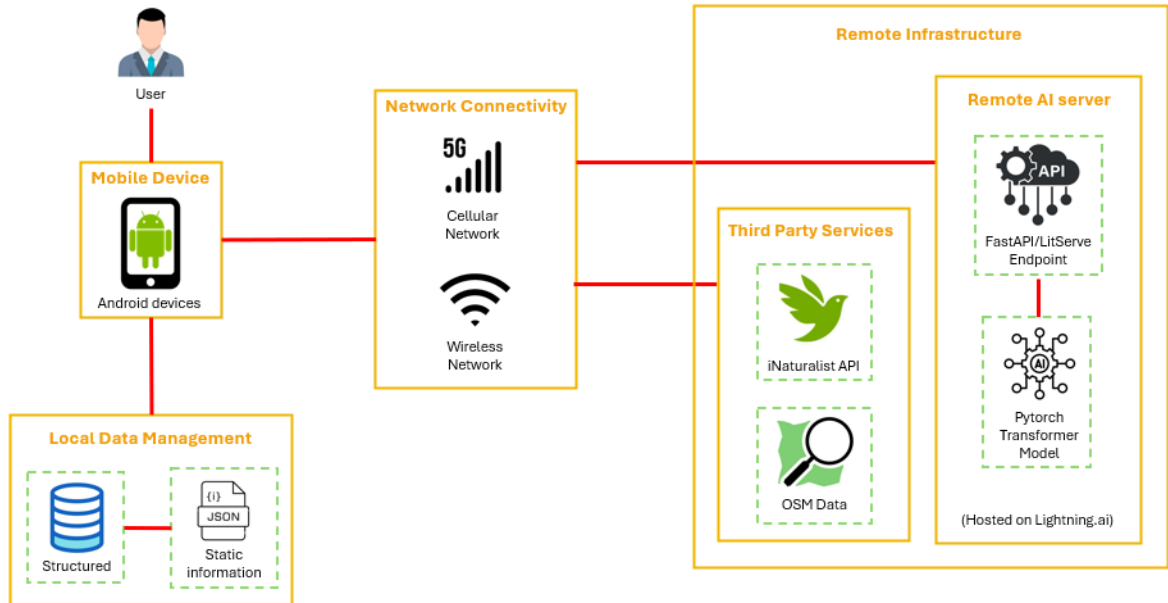 User
Mobile Device
Android devices
Local Data Management
Structured
{i}
JSON
Static
information
Network Connectivity
5G
Cellular
Network
Wireless
Network
Remote Infrastructure
Third Party Services
iNaturalist API
OSM Data
Remote AI server
API
FastAPI/LitServe
Endpoint
AI
Pytorch
Transformer
Model
(Hosted on Lightning.ai)